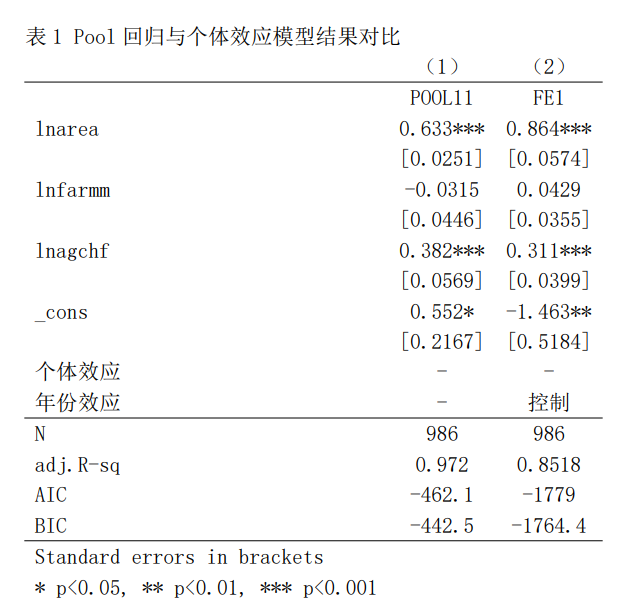 表1 Pool 回归与个体效应模型结果对比
（1） （2）
POOL11 FE1
lnarea 0.633*** 0.864***
[0.0251] [0.0574]
lnfarmm -0.0315 0.0429
[0.0446] [0.0355]
lnagchf 0.382*** 0.311***
[0.0569] [0.0399]
_cons 0.552* -1.463**
[0.2167] [0.5184]
个体效应 - -
年份效应 - 控制
N 986 986
adj.R-sq 0.972 0.8518
AIC -462.1 -1779
BIC -442.5 -1764.4
Standard errors in brackets
* p<0.05, ** p<0.01, *** p<0.001